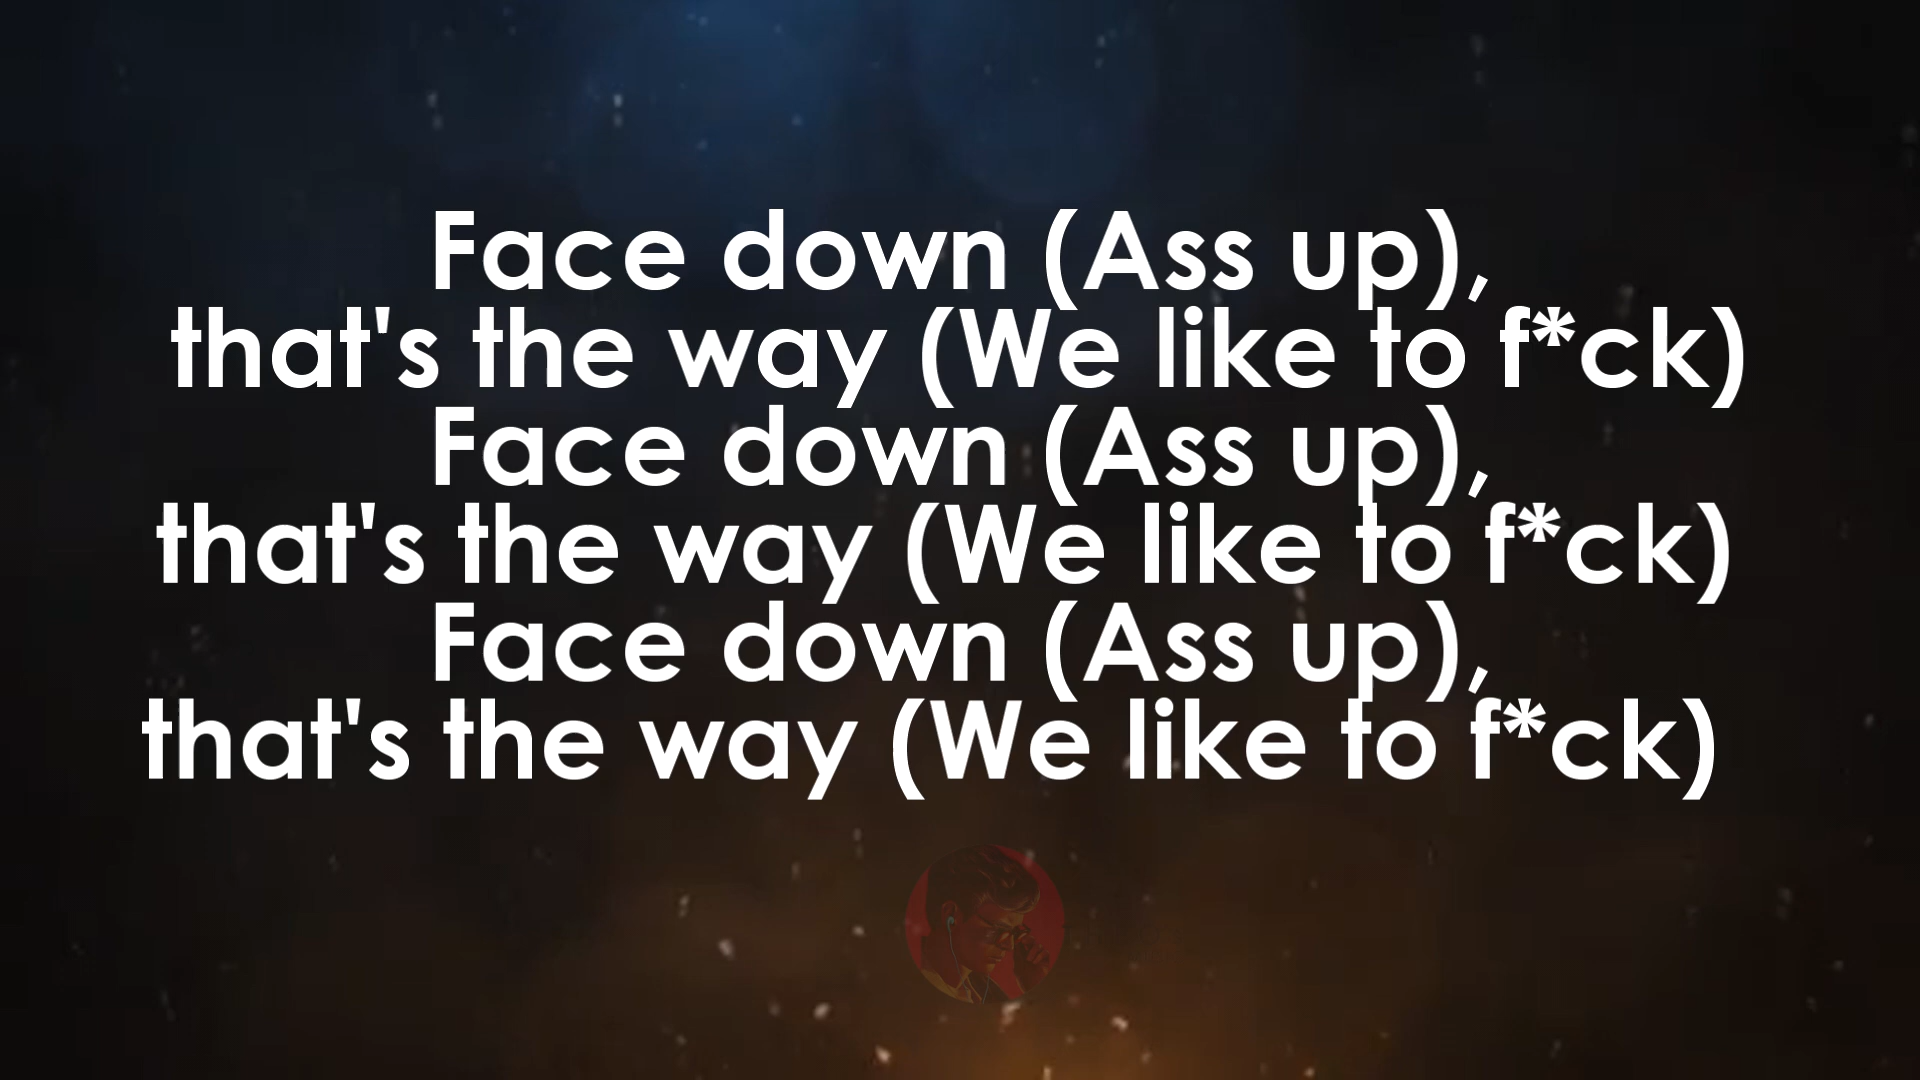 Face down (Ass up),
that's the way (We like to f*ck)
Face down (Ass up),
that's the way (We like to f*ck)
Face down (Ass up),
that's the way (We like to f*ck)